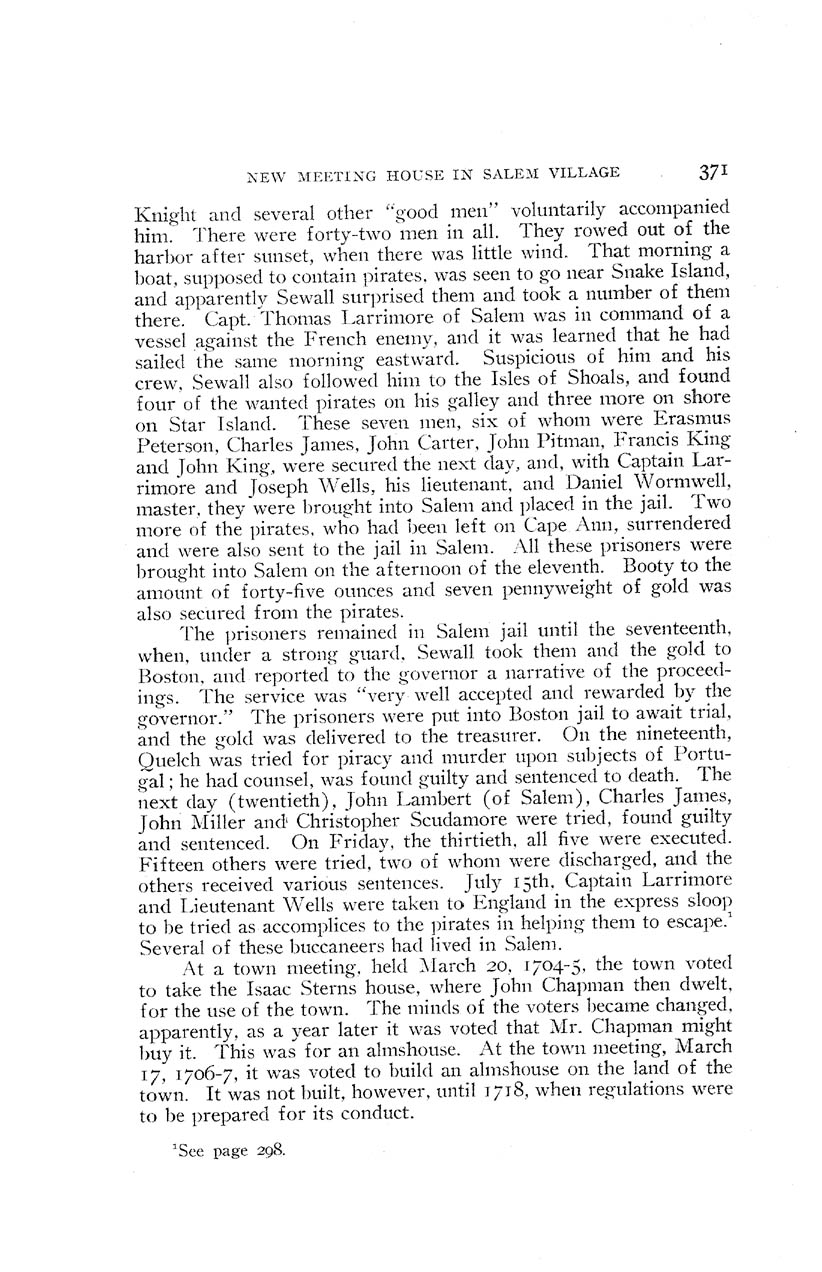 NEW MEETING HOUSE IN SALEM VILLAGE 371
Knight and several other "good men" voluntarily accompanied
him. There were forty-two men in all. They rowed out of the
harbor after sunset, when there was little wind. That morning a
boat, supposed to contain pirates, was seen to go near Snake Island,
and apparently Sewall surprised them and took a number of them
there. Capt. Thomas Larrimore of Salem was in command of a
vessel against the French enemy, and it was learned that he had
sailed the same morning eastward. Suspicious of him and his
crew, Sewall also followed him to the Isles of Shoals, and found
four of the wanted pirates on his galley and three more on shore
on Star Island. These seven men, six of whom were Erasmus
Peterson, Charles James, John Carter, John Pitman, Francis King
and John King, were secured the next day, and, with Captain Lar-
rimore and Joseph Wells, his lieutenant, and Daniel Wormwell,
master, they were brought into Salem and placed in the jail. Two
more of the pirates, who had been left on Cape Ann, surrendered
and were also sent to the jail in Salem. All these prisoners were
brought into Salem on the afternoon of the eleventh. Booty to the
amount of forty-five ounces and seven pennyweight of gold was
also secured from the pirates.
The prisoners remained in Salem jail until the seventeenth,
when, under a strong guard, Sewall took them and the gold to
Boston, and reported to the governor a narrative of the proceed-
ings. The service was "very well accepted and rewarded by the
governor." The prisoners were put into Boston jail to await trial,
and the gold was delivered to the treasurer. On the nineteenth,
Quelch was tried for piracy and murder upon subjects of Portu-
gal; he had counsel, was found guilty and sentenced to death. The
next day (twentieth), John Lambert (of Salem), Charles James,
John Miller and Christopher Scudamore were tried, found guilty
and sentenced. On Friday, the thirtieth, all five were executed.
Fifteen others were tried, two of whom were discharged, and the
others received various sentences. July 15th, Captain Larrimore
and Lieutenant Wells were taken to England in the express sloop
to be tried as accomplices to the pirates in helping them to escape.¹
Several of these buccaneers had lived in Salem.
At a town meeting, held March 20, 1704-5, the town voted
to take the Isaac Sterns house, where John Chapman then dwelt,
for the use of the town. The minds of the voters became changed,
apparently, as a year later it was voted that Mr. Chapman might
buy it. This was for an almshouse. At the town meeting, March
17, 1706-7, it was voted to build an almshouse on the land of the
town. It was not built, however, until 1718, when regulations were
to be prepared for its conduct.
¹See page 298.